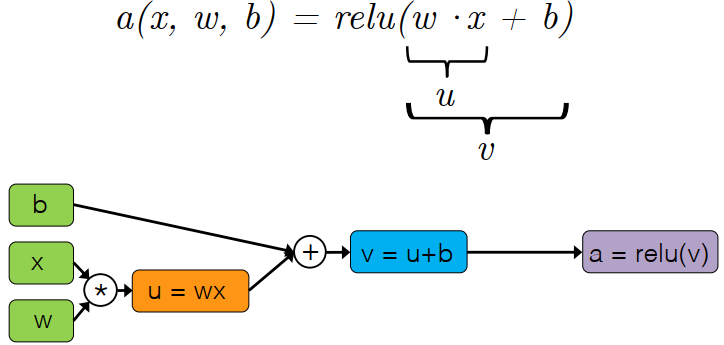 a(x, w, b) = relu(w · x + b)
u
v
b
x
w
*
u = wx
+
v = u+b
a = relu(v)